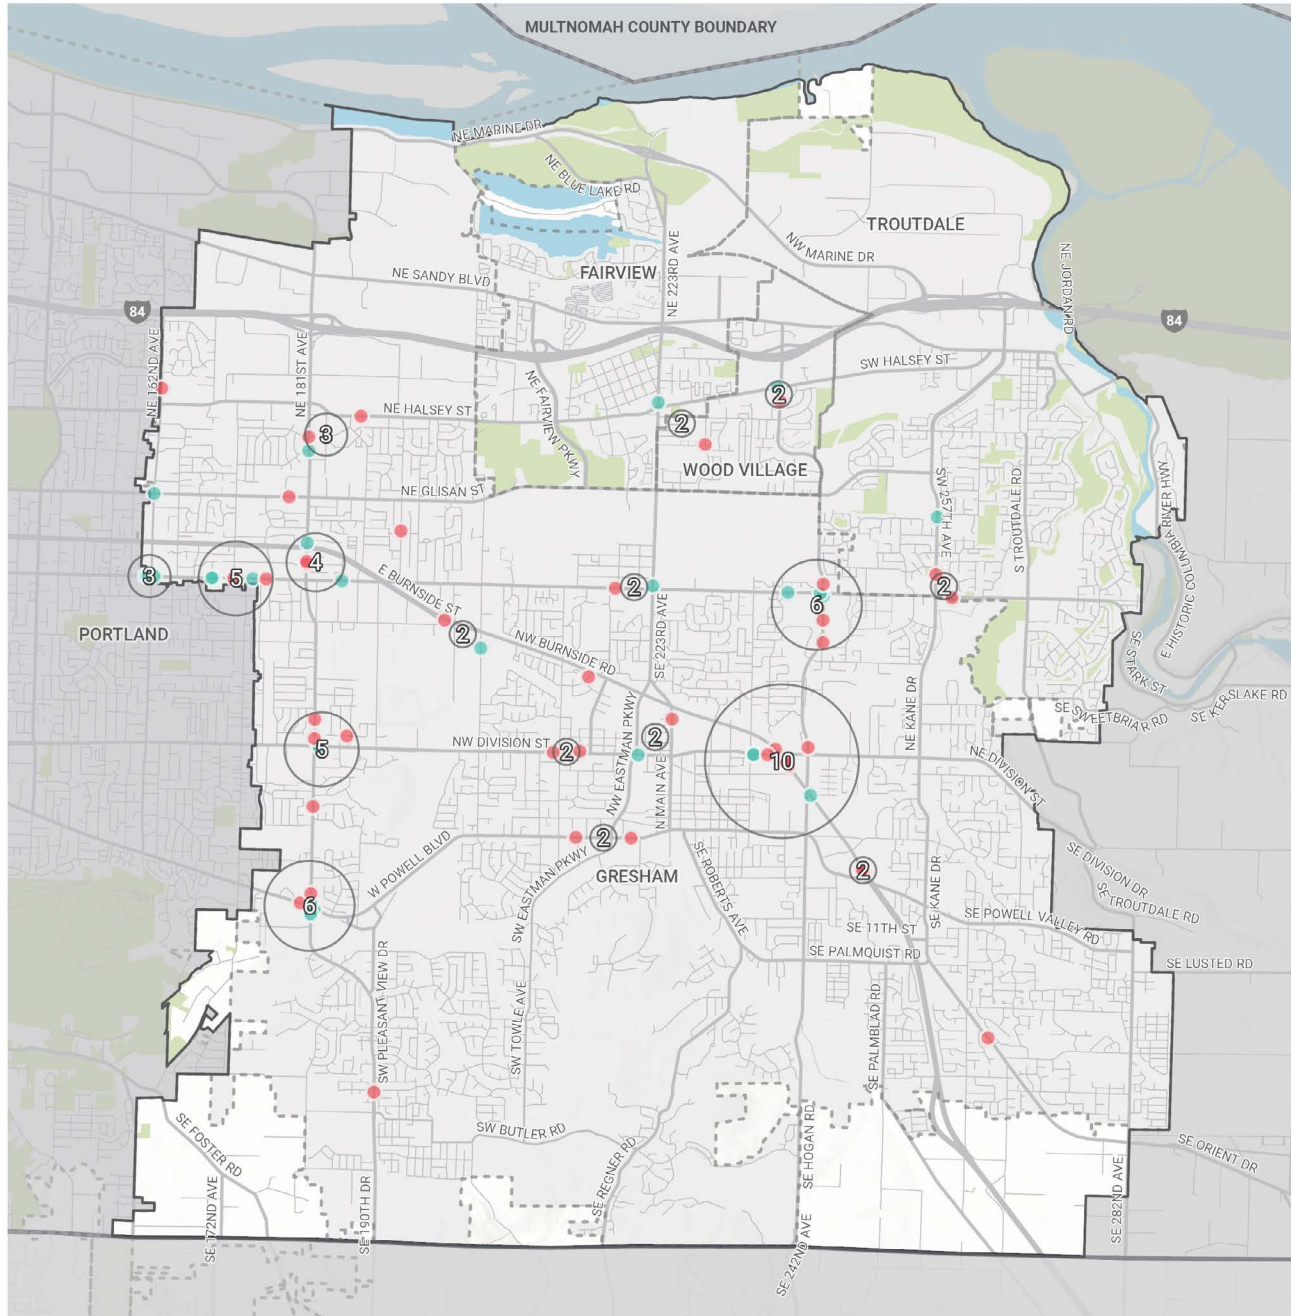 MULTNOMAH COUNTY BOUNDARY
NE MARINE DR
NE BLUE LAKE RD
TROUTDALE
NW MARINE DR
NE 223RD AVE
NE JORDAN RD
FAIRVIEW
NE SANDY BLVD
84
84
NE 162ND AVE
NE 181ST AVE
SW HALSEY ST
NE FAIRVIEW PKWY
2
NE HALSEY ST
2
3
WOOD VILLAGE
NE GLISAN ST
SW 257TH AVE
S TROUTDALE RD
E HISTORIC COLUMBIA RIVER HWY
4
3
5
E BURNSIDE ST
2
2
6
PORTLAND
2
NW BURNSIDE RD
SE 223RD AVE
SE STARK ST
SE KER
SLAKE RD
SE SWEETBRIAR RD
NE KANE DR
5
NW DIVISION ST
2
NW EASTMAN PKWY
2
N MAIN AVE
10
NE DIVISION ST
2
W POWELL BLVD
SW EASTMAN PKWY
GRESHAM
SE ROBERTS AVE
2
SE KANE DR
SE DIVISION DR
SE TROUTDALE RD
6
SE POWELL VALLEY RD
SE 11TH ST
SE PALMQUIST RD
SE LUSTED RD
SW PLEASANT VIEW DR
SW TOWLE AVE
SE PALMBLAD RD
SE FOSTER RD
SW BUTLER RD
SE REGNER RD
SE HOGAN RD
SE ORIENT DR
SE 172ND AVE
SE 190TH DR
SE 242ND AVE
SE 282ND AVE